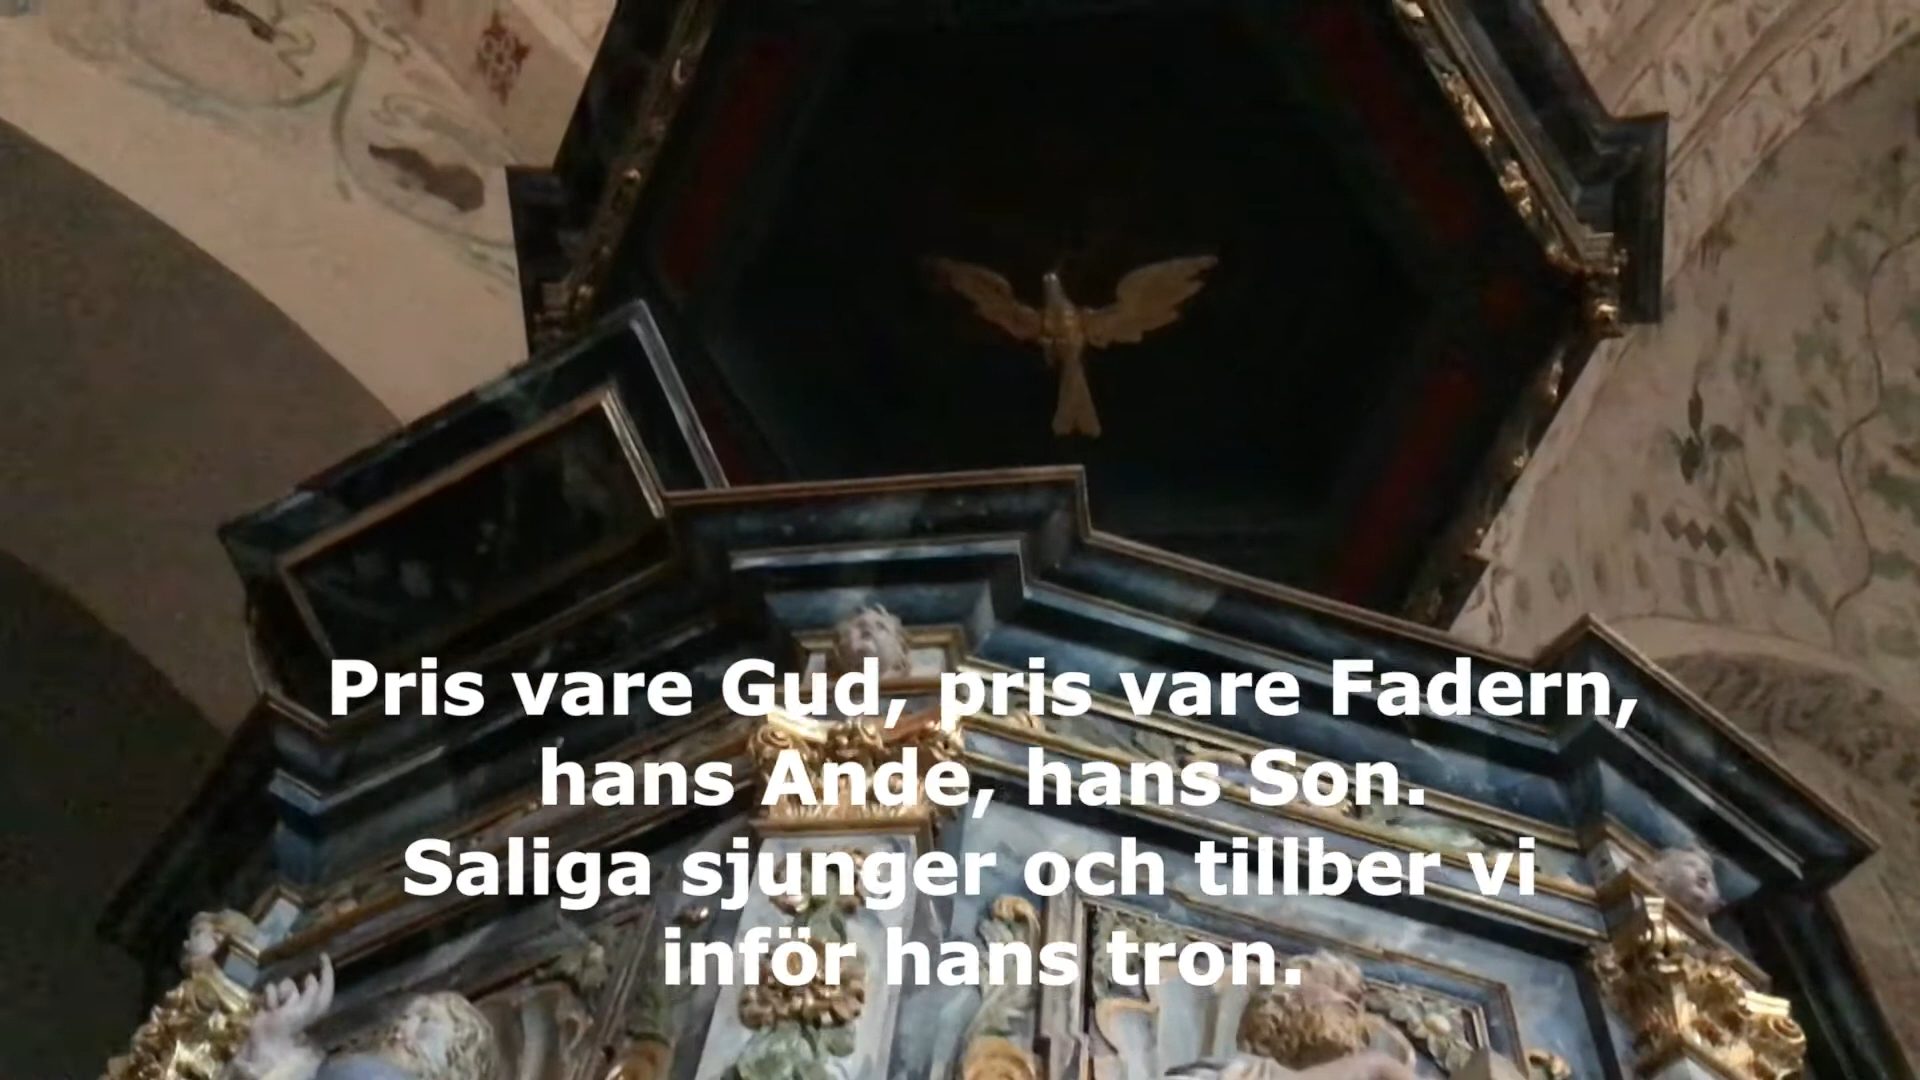 Pris vare Gud, pris vare Fadern,
hans Ande, hans Son.
Saliga sjunger och tillber vi
inför hans tron.